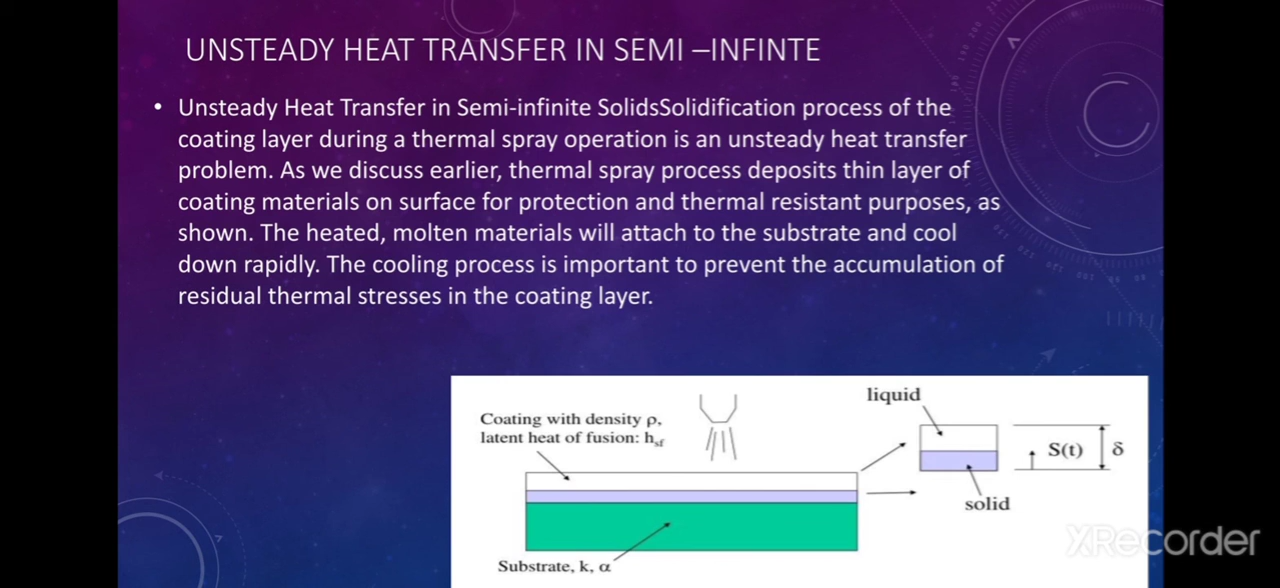 UNSTEADY HEAT TRANSFER IN SEMI –INFINTE
• Unsteady Heat Transfer in Semi-infinite SolidsSolidification process of the
coating layer during a thermal spray operation is an unsteady heat transfer
problem. As we discuss earlier, thermal spray process deposits thin layer of
coating materials on surface for protection and thermal resistant purposes, as
shown. The heated, molten materials will attach to the substrate and cool
down rapidly. The cooling process is important to prevent the accumulation of
residual thermal stresses in the coating layer.
liquid
Coating with density ρ,
latent heat of fusion: hsf
S(t) δ
solid
Substrate, k, α
XRecorder